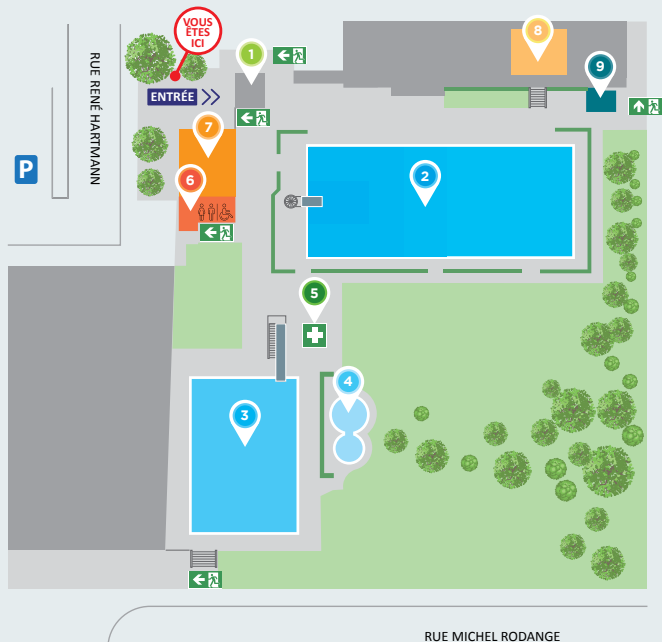 VOUS
ÊTES
ICI
1
8
9
RUE RENÉ HARTMANN
ENTRÉE
7
P
2
6
5
4
3
RUE MICHEL RODANGE